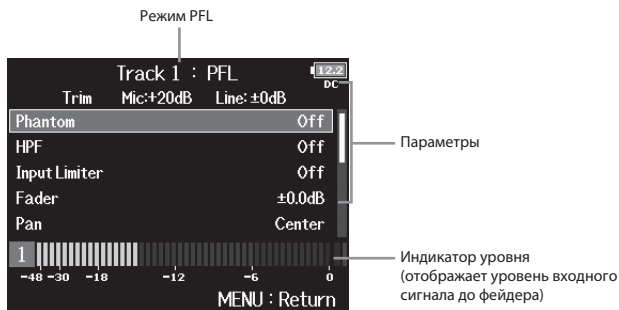 Режим PFL
Track 1 : PFL
12.2
DC
Trim Mic:+20dB Line:±0dB
Phantom Off
HPF Off
Input Limiter Off
Fader ±0.0dB
Pan Center
Параметры
1
-48 -30 -18 -12 -6 0
MENU : Return
Индикатор уровня
(отображает уровень входного
сигнала до фейдера)